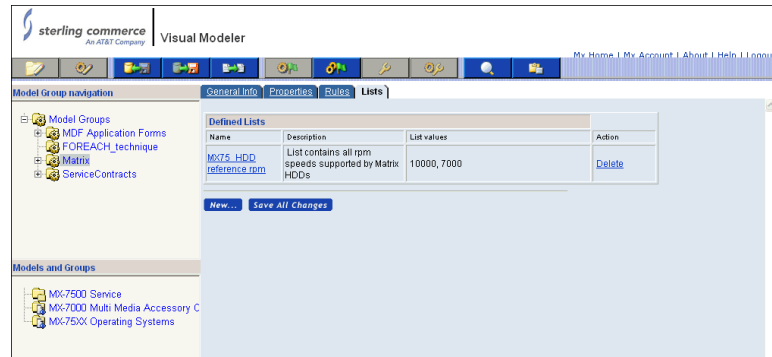 sterling commerce
An AT&T Company
Visual Modeler
My Home | My Account | About | Help | Logou
Model Group navigation
General Info
Properties
Rules
Lists
Model Groups
MDF Application Forms
FOREACH_technique
Matrix
ServiceContracts
Defined Lists
Name
Description
List values
Action
MX75 HDD
reference rpm
List contains all rpm
speeds supported by Matrix
HDDs
10000, 7000
Delete
New...
Save All Changes
Models and Groups
MX-7500 Service
MX-7000 Multi Media Accessory C
MX-75XX Operating Systems